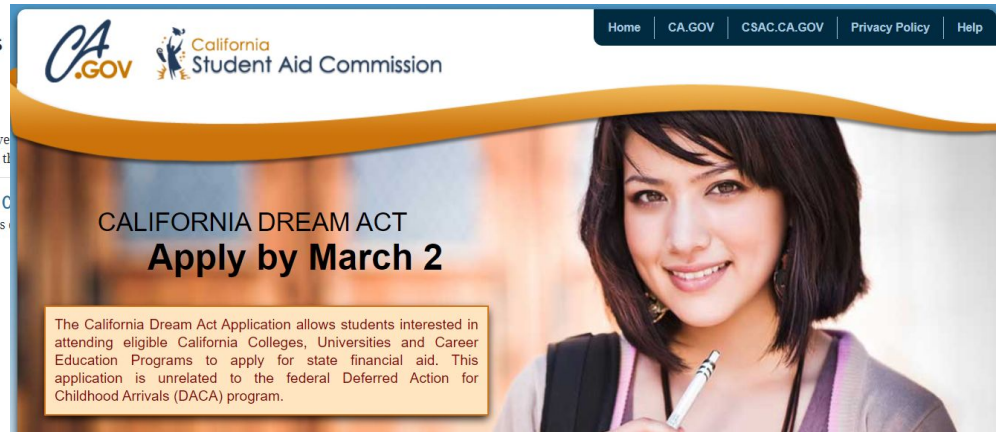 Home CA.GOV CSAC.CA.GOV Privacy Policy Help
CA
.GOV
California
Student Aid Commission
CALIFORNIA DREAM ACT
Apply by March 2
The California Dream Act Application allows students interested in
attending eligible California Colleges, Universities and Career
Education Programs to apply for state financial aid. This
application is unrelated to the federal Deferred Action for
Childhood Arrivals (DACA) program.